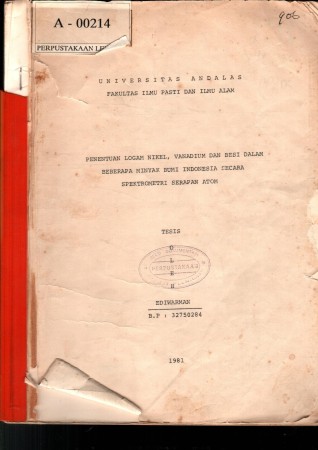 A - 00214
PERPUSTAKAAN
906
UNIVERSITAS ANDALAS
FAKULTAS ILMU PASTI DAN ILMU ALAM
PENENTUAN LOGAM NIKEL, VANADIUM DAN BESI DALAM
BEBERAPA MINYAK BUMI INDONESIA SECARA
SPEKTROMETRI SERAPAN ATOM
TESIS
O
L
E
H
EDIWARMAN
B.P : 32750284
1981